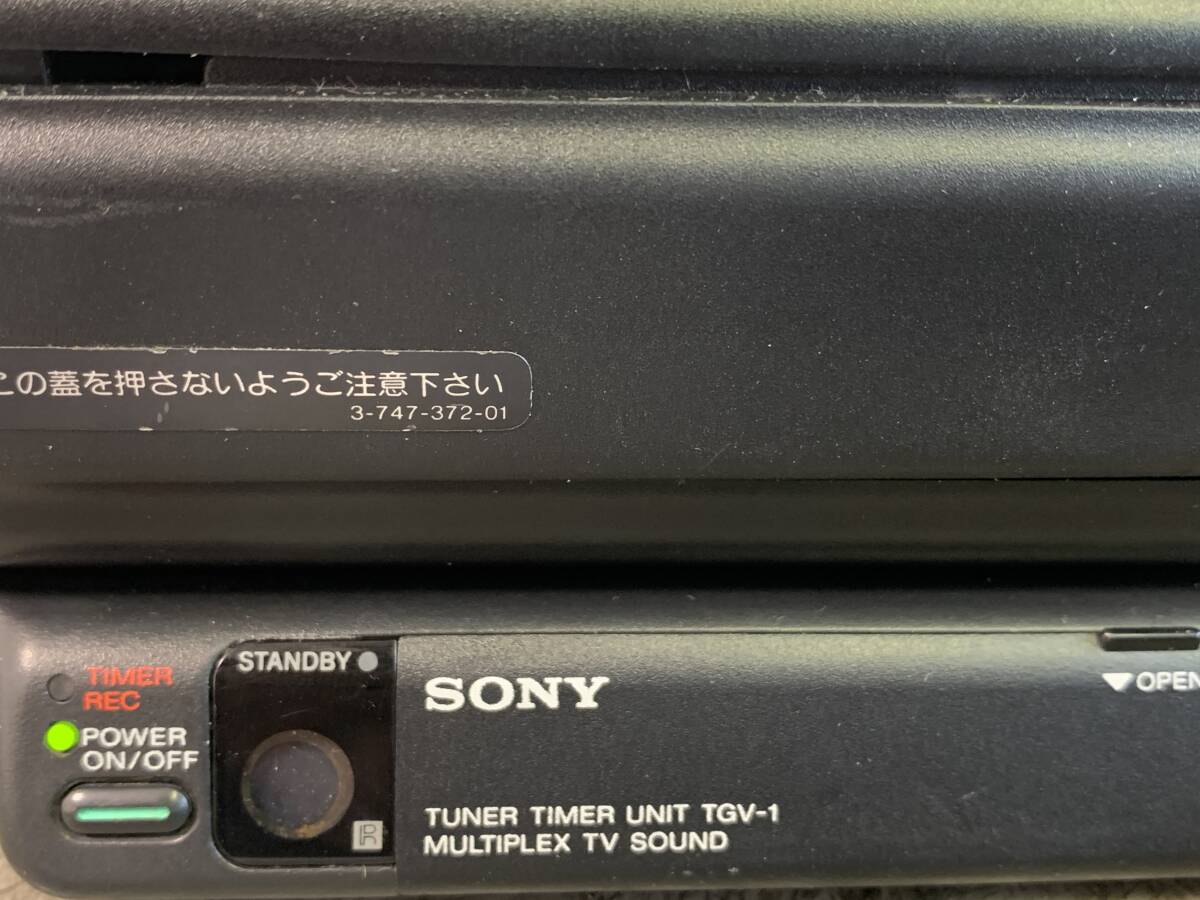 この蓋を押さないようご注意下さい
3-747-372-01
TIMER
REC
POWER
ON/OFF
STANDBY
SONY
OPEN
TUNER TIMER UNIT TGV-1
MULTIPLEX TV SOUND